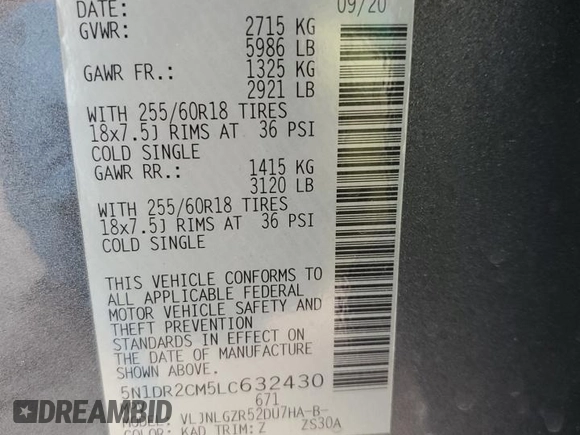 DATE: 09/20
GVWR: 2715 KG
5986 LB
GAWR FR.: 1325 KG
2921 LB
WITH 255/60R18 TIRES
18x7.5J RIMS AT 36 PSI
COLD SINGLE
GAWR RR.: 1415 KG
3120 LB
WITH 255/60R18 TIRES
18x7.5J RIMS AT 36 PSI
COLD SINGLE
THIS VEHICLE CONFORMS TO
ALL APPLICABLE FEDERAL
MOTOR VEHICLE SAFETY AND
THEFT PREVENTION
STANDARDS IN EFFECT ON
THE DATE OF MANUFACTURE
SHOWN ABOVE.
5N1DR2CM5LC632430
671
MODEL: VLJNLGZR52DU7HA-B-
COLOR: KAD TRIM: Z ZS30A